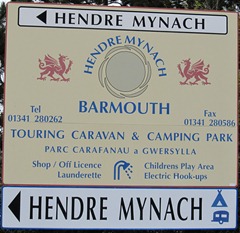 HENDRE MYNACH
HENDRE MYNACH
BARMOUTH
Tel Fax
01341 280262 01341 280586
TOURING CARAVAN & CAMPING PARK
PARC CARAFANAU a GWERSYLLA
Shop / Off Licence Childrens Play Area
Launderette Electric Hook-ups
HENDRE MYNACH